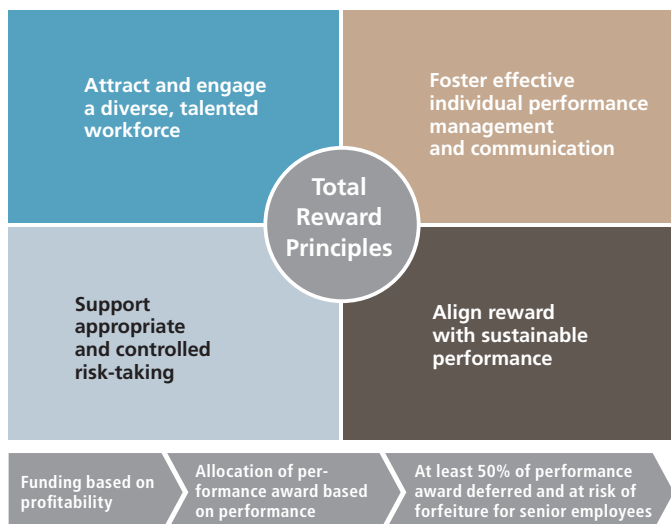 Attract and engage
a diverse, talented
workforce
Foster effective
individual performance
management
and communication
Total
Reward
Principles
Support
appropriate
and controlled
risk-taking
Align reward
with sustainable
performance
Funding based on
profitability
Allocation of per-
formance award based
on performance
At least 50% of performance
award deferred and at risk of
forfeiture for senior employees